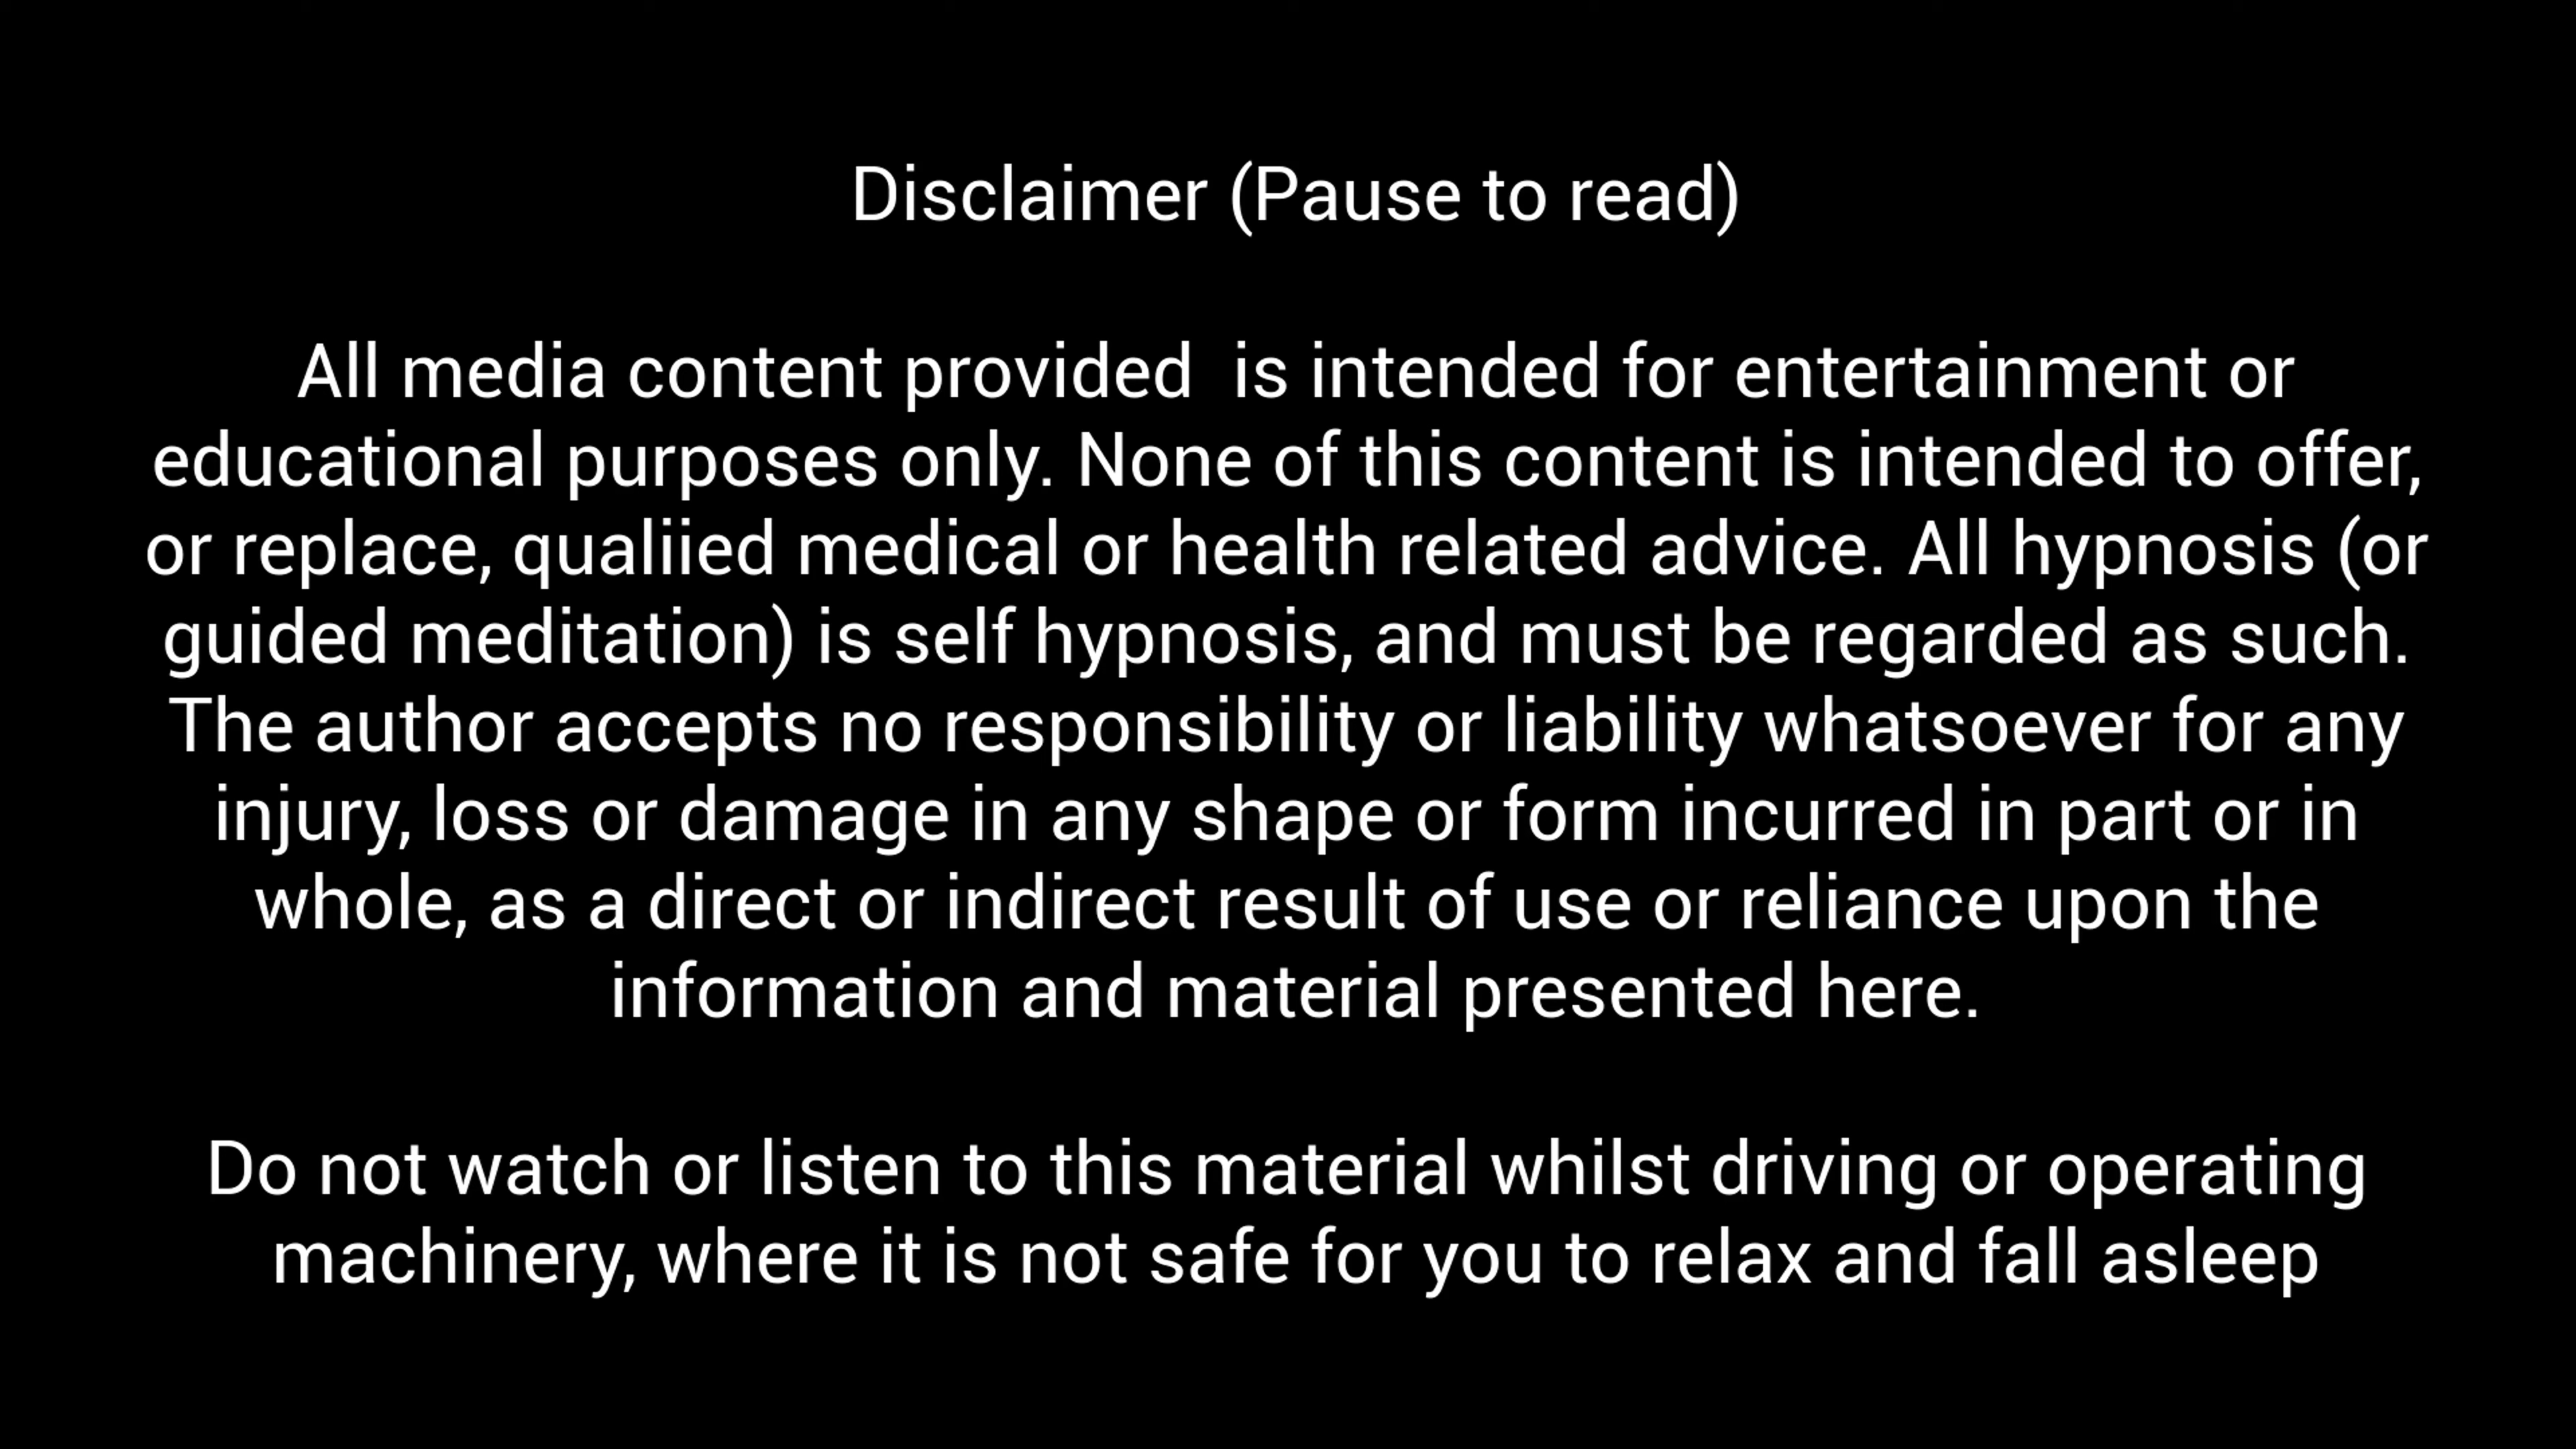 Disclaimer (Pause to read)
All media content provided  is intended for entertainment or
educational purposes only. None of this content is intended to offer,
or replace, qualiied medical or health related advice. All hypnosis (or
guided meditation) is self hypnosis, and must be regarded as such.
The author accepts no responsibility or liability whatsoever for any
injury, loss or damage in any shape or form incurred in part or in
whole, as a direct or indirect result of use or reliance upon the
information and material presented here.
Do not watch or listen to this material whilst driving or operating
machinery, where it is not safe for you to relax and fall asleep